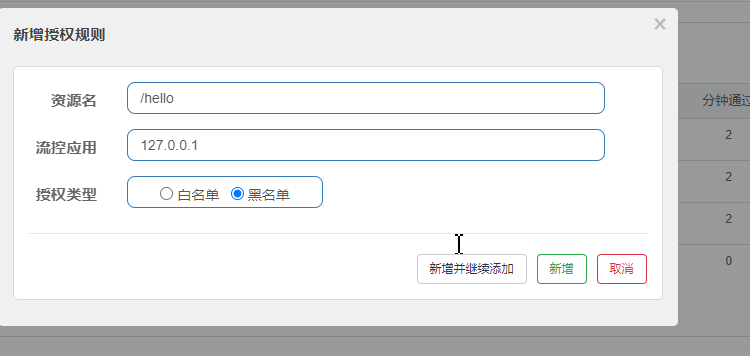 新增授权规则 ×
资源名 /hello
流控应用 127.0.0.1
授权类型 白名单 黑名单
新增并继续添加 新增 取消
分钟通过
2
2
2
0